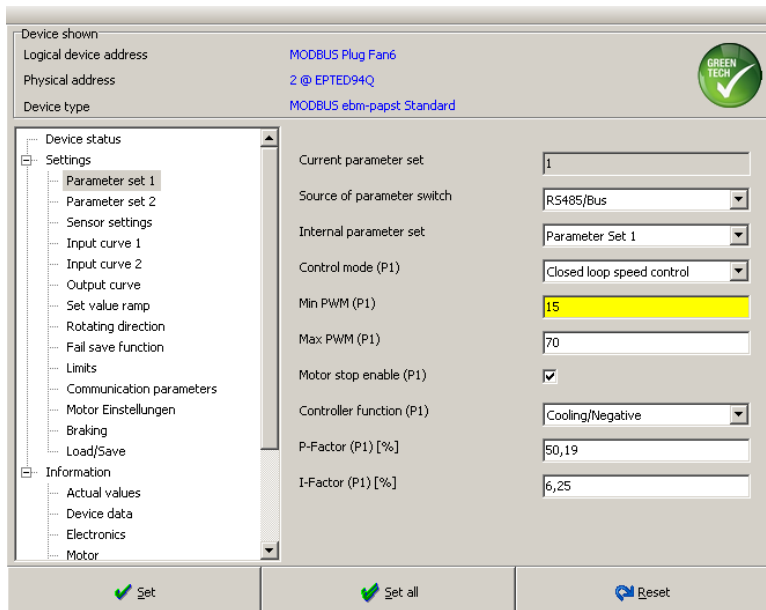 Device shown
Logical device address MODBUS Plug Fan6
Physical address 2 @ EPTED94Q
Device type MODBUS ebm-papst Standard
GREEN
TECH
Device status
Settings
Parameter set 1
Parameter set 2
Sensor settings
Input curve 1
Input curve 2
Output curve
Set value ramp
Rotating direction
Fail save function
Limits
Communication parameters
Motor Einstellungen
Braking
Load/Save
Information
Actual values
Device data
Electronics
Motor
Current parameter set 1
Source of parameter switch RS485/Bus
Internal parameter set Parameter Set 1
Control mode (P1) Closed loop speed control
Min PWM (P1) 15
Max PWM (P1) 70
Motor stop enable (P1)
Controller function (P1) Cooling/Negative
P-Factor (P1) [%] 50,19
I-Factor (P1) [%] 6,25
Set Set all Reset